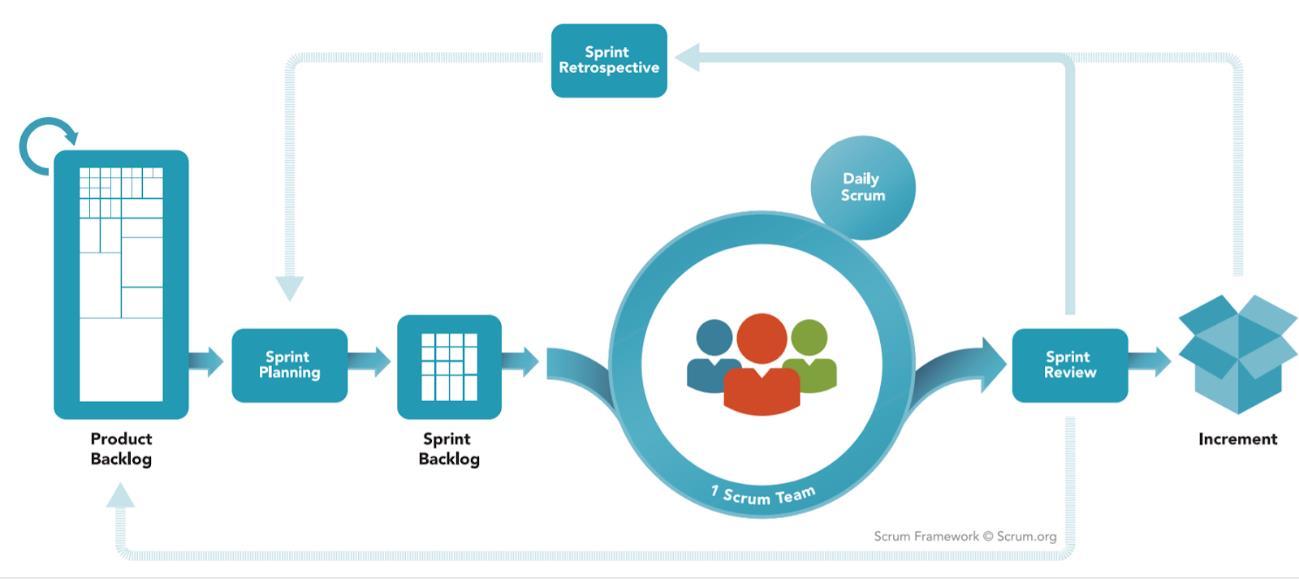 Sprint
Retrospective
Daily
Scrum
Sprint
Planning
Sprint
Review
Product
Backlog
Sprint
Backlog
Increment
1 Scrum Team
Scrum Framework © Scrum.org